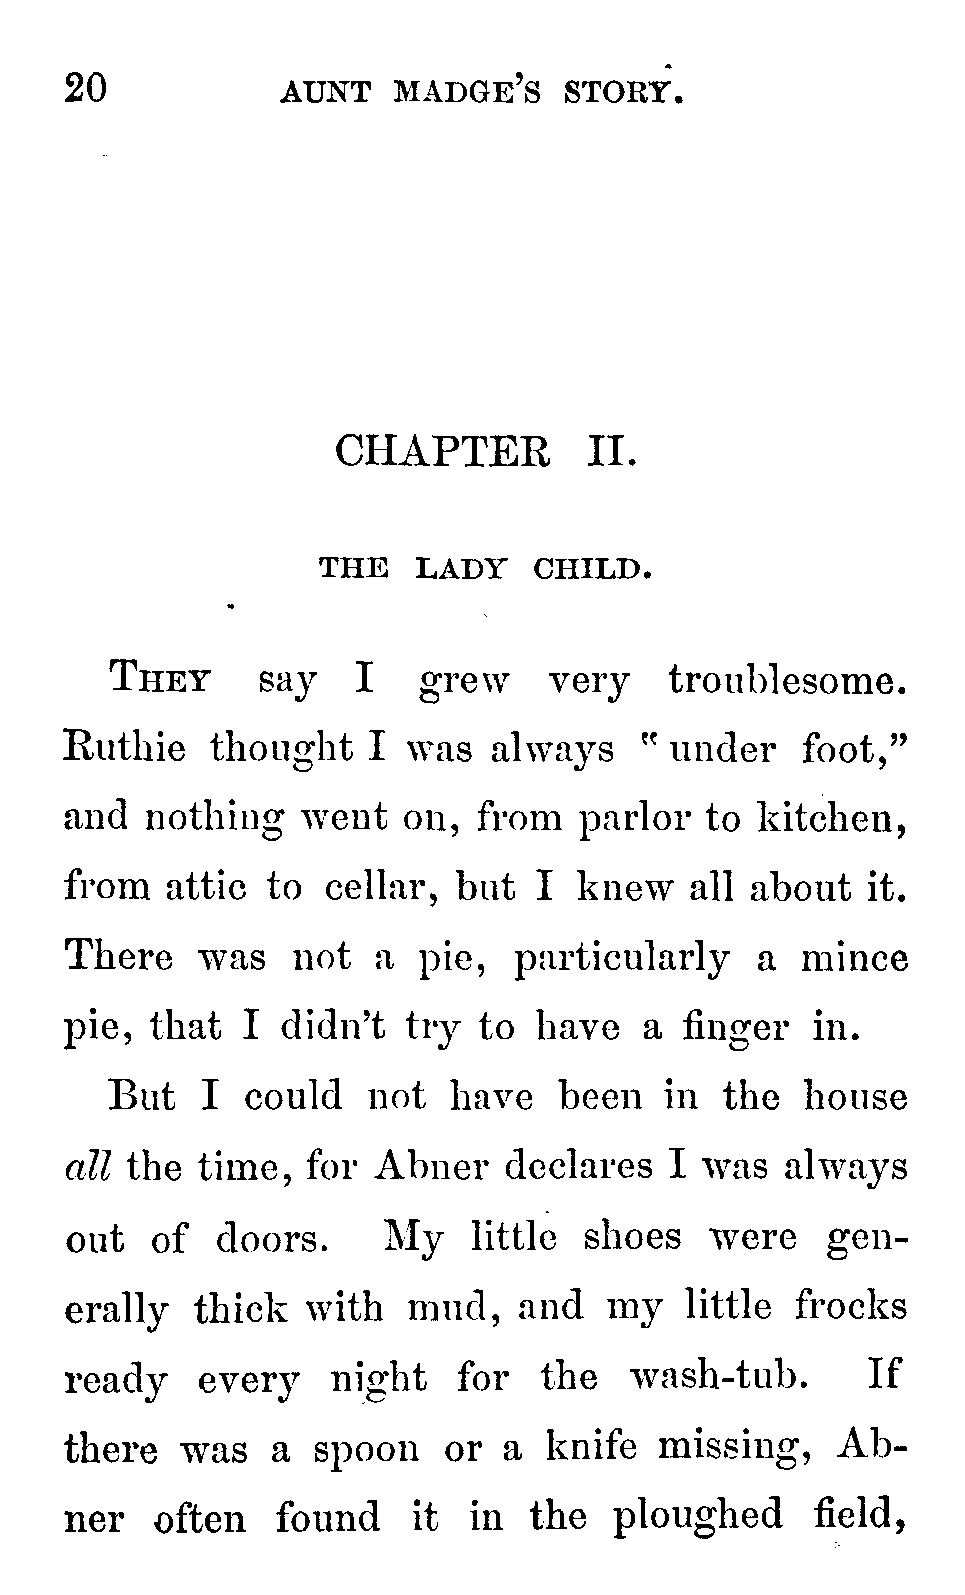 20 AUNT MADGE'S STORY.
CHAPTER II.
THE LADY CHILD.
THEY say I grew very troublesome.
Ruthie thought I was always "under foot,"
and nothing went on, from parlor to kitchen,
from attic to cellar, but I knew all about it.
There was not a pie, particularly a mince
pie, that I didn't try to have a finger in.
But I could not have been in the house
all the time, for Abner declares I was always
out of doors. My little shoes were gen-
erally thick with mud, and my little frocks
ready every night for the wash-tub. If
there was a spoon or a knife missing, Ab-
ner often found it in the ploughed field,